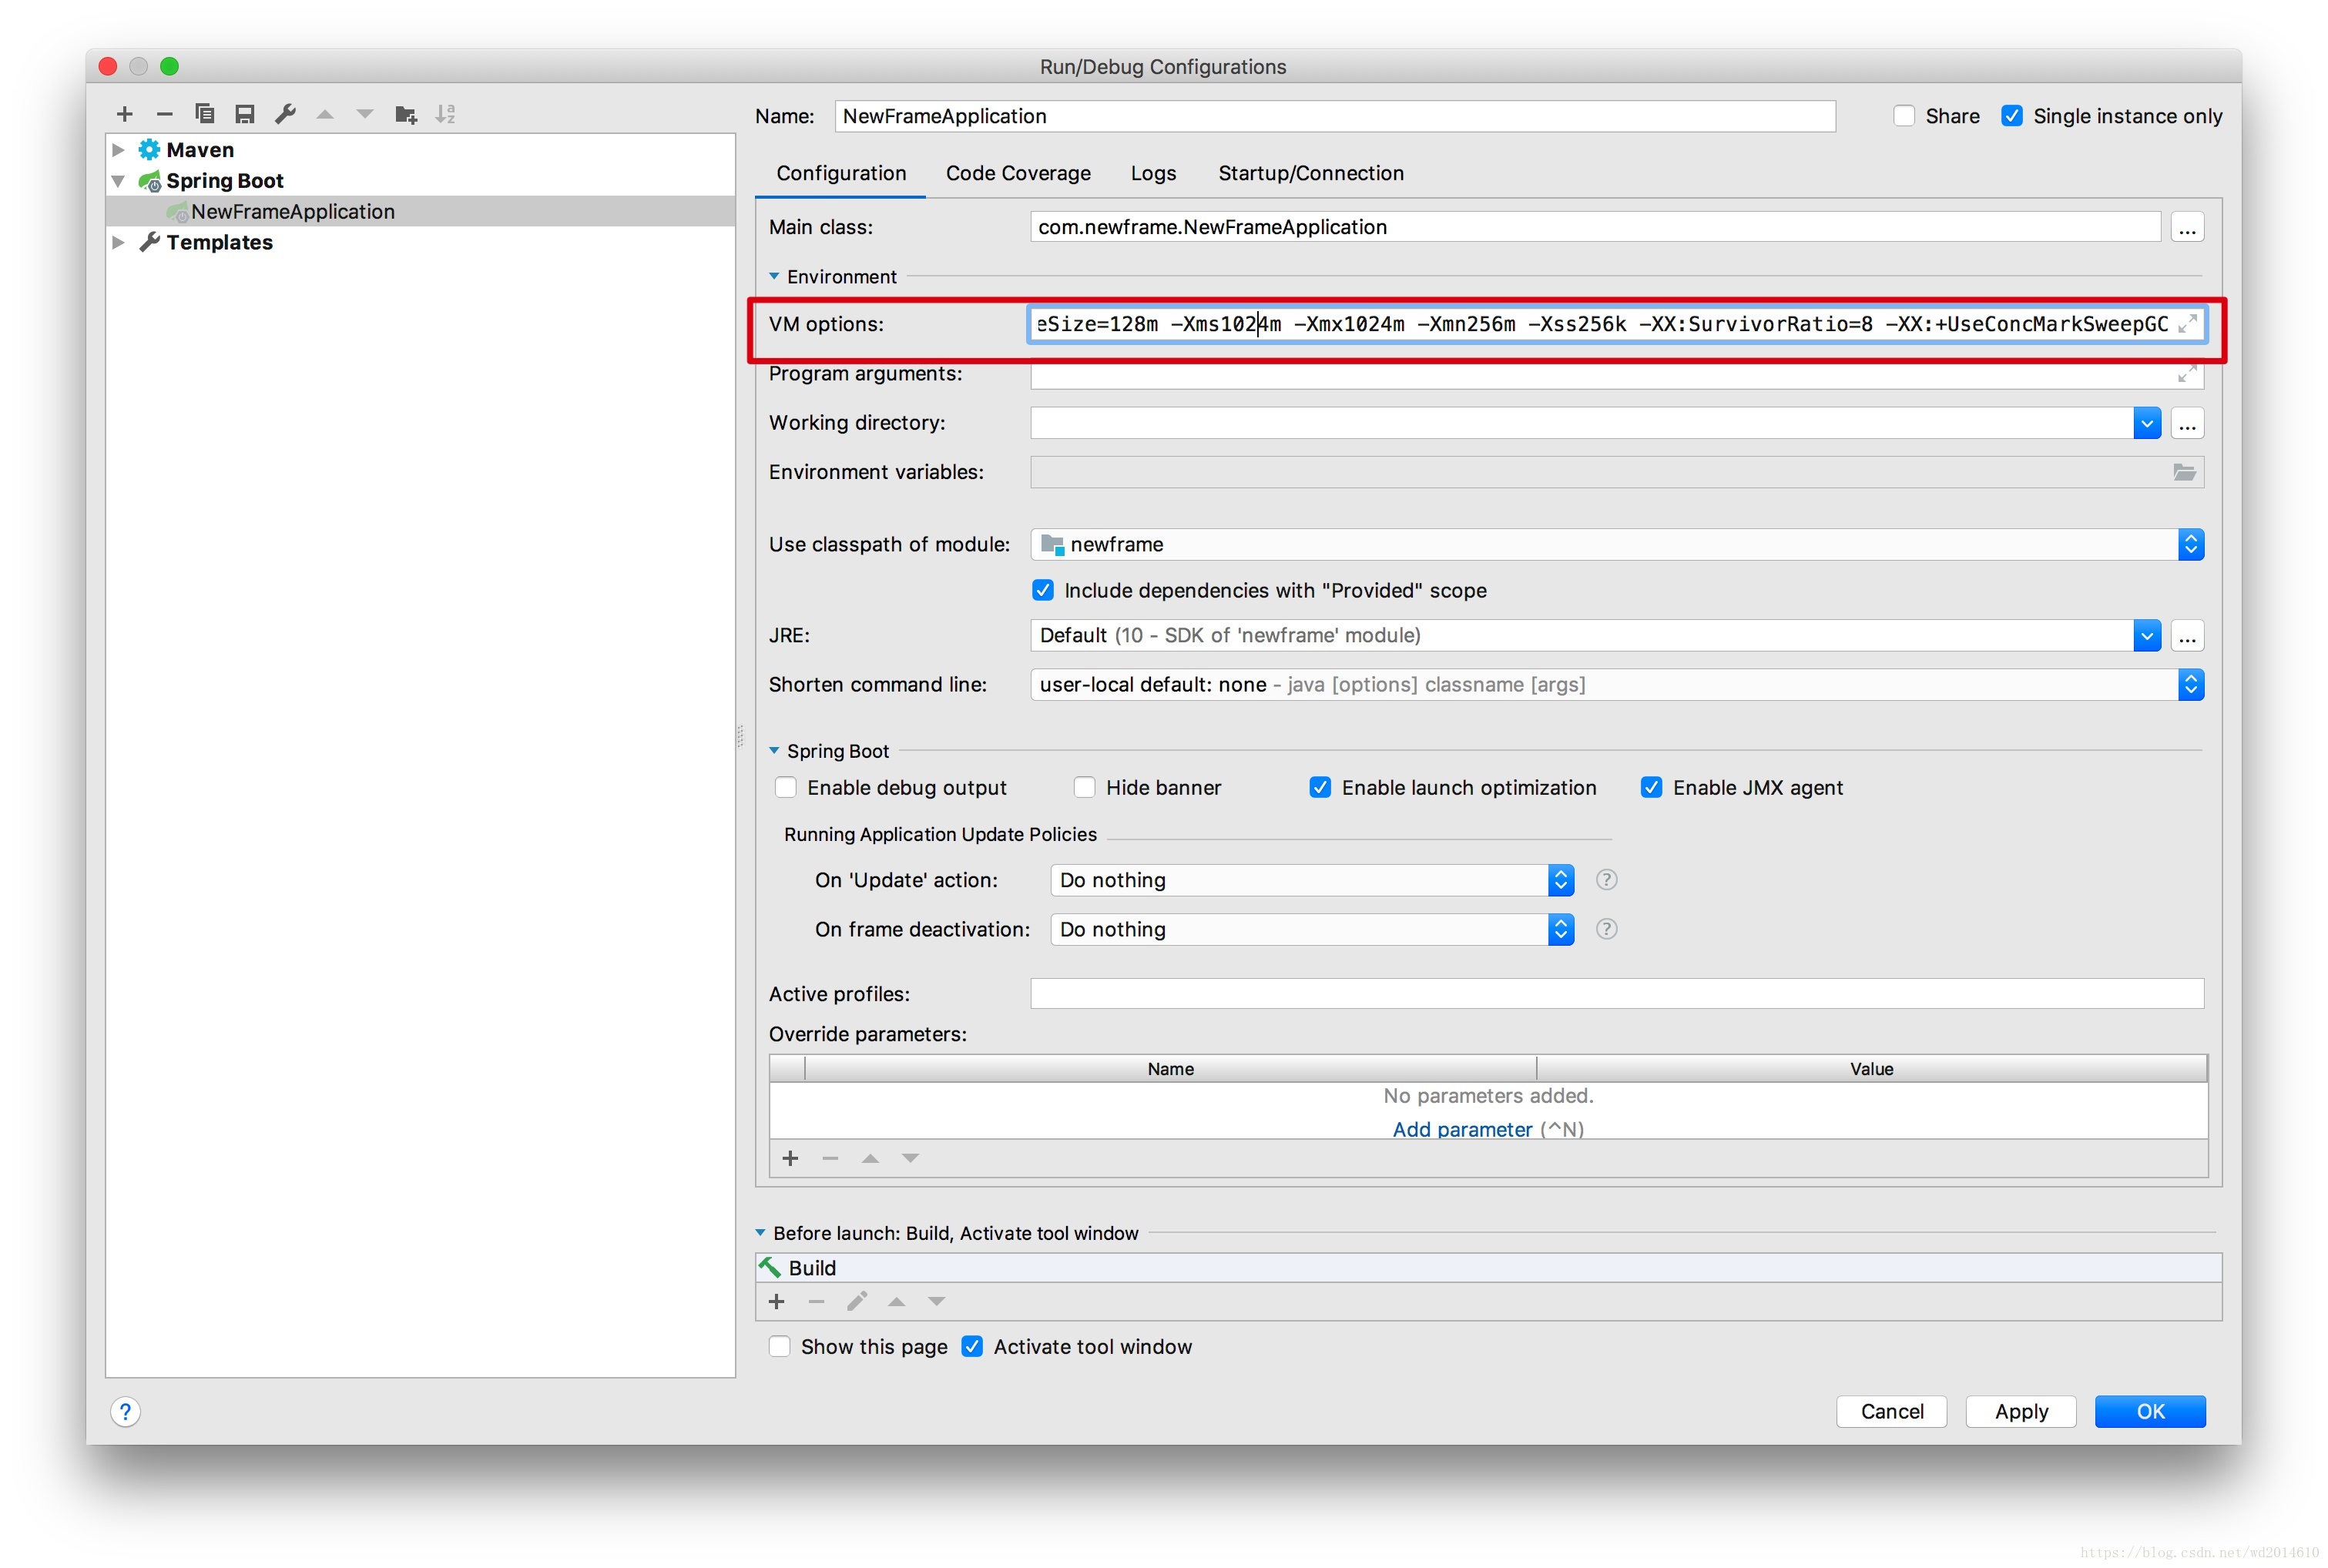 Run/Debug Configurations
Name: NewFrameApplication Share Single instance only
Maven
Spring Boot
NewFrameApplication
Templates
Configuration Code Coverage Logs Startup/Connection
Main class: com.newframe.NewFrameApplication ...
Environment
VM options: eSize=128m -Xms1024m -Xmx1024m -Xmn256m -Xss256k -XX:SurvivorRatio=8 -XX:+UseConcMarkSweepGC
Program arguments:
Working directory: ...
Environment variables:
Use classpath of module: newframe
Include dependencies with "Provided" scope
JRE: Default (10 - SDK of 'newframe' module) ...
Shorten command line: user-local default: none - java [options] classname [args]
Spring Boot
Enable debug output Hide banner Enable launch optimization Enable JMX agent
Running Application Update Policies
On 'Update' action: Do nothing ?
On frame deactivation: Do nothing ?
Active profiles:
Override parameters:
Name Value
No parameters added.
Add parameter (^N)
Before launch: Build, Activate tool window
Build
Show this page Activate tool window
? Cancel Apply OK
https://blog.csdn.net/wd2014610